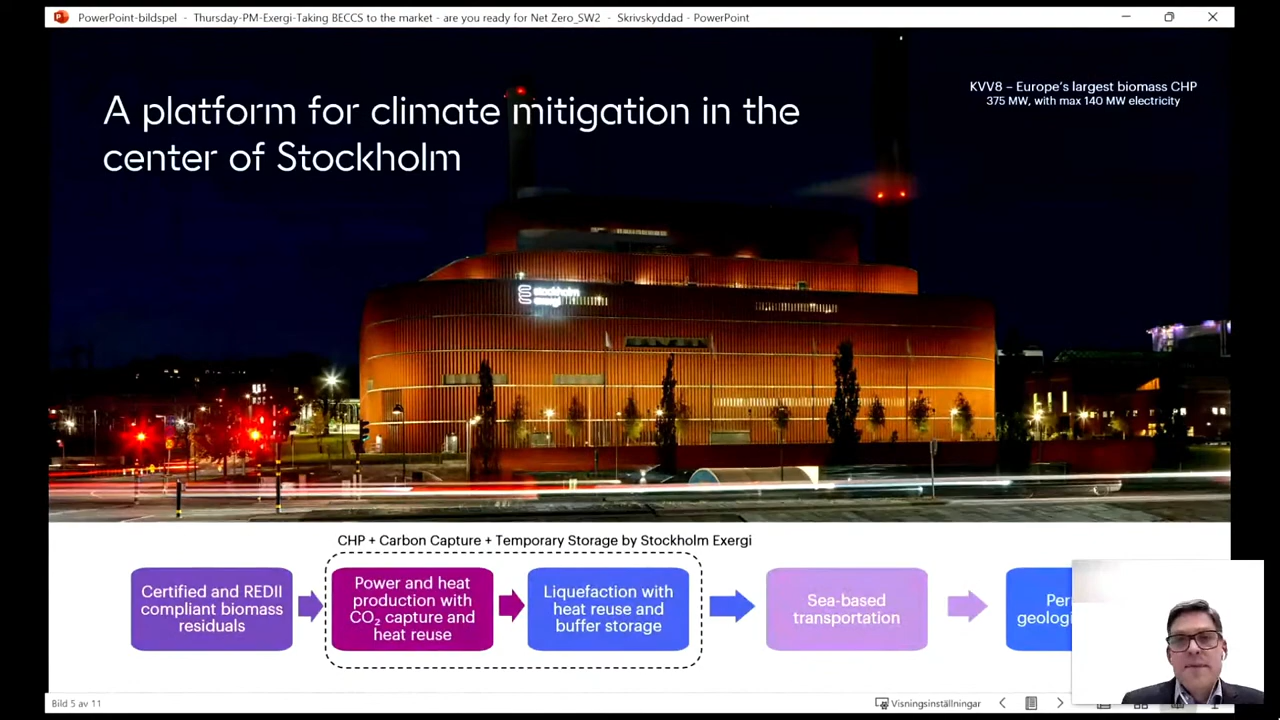 PowerPoint-bildspel - Thursday-PM-Exergi-Taking BECCS to the market - are you ready for Net Zero_SW2 - Skrivskyddad - PowerPoint
A platform for climate mitigation in the
center of Stockholm
KVV8 – Europe's largest biomass CHP
375 MW, with max 140 MW electricity
stockholm
exergi
CHP + Carbon Capture + Temporary Storage by Stockholm Exergi
Certified and REDII
compliant biomass
residuals
Power and heat
production with
CO₂ capture and
heat reuse
Liquefaction with
heat reuse and
buffer storage
Sea-based
transportation
Bild 5 av 11
Visningsinställningar